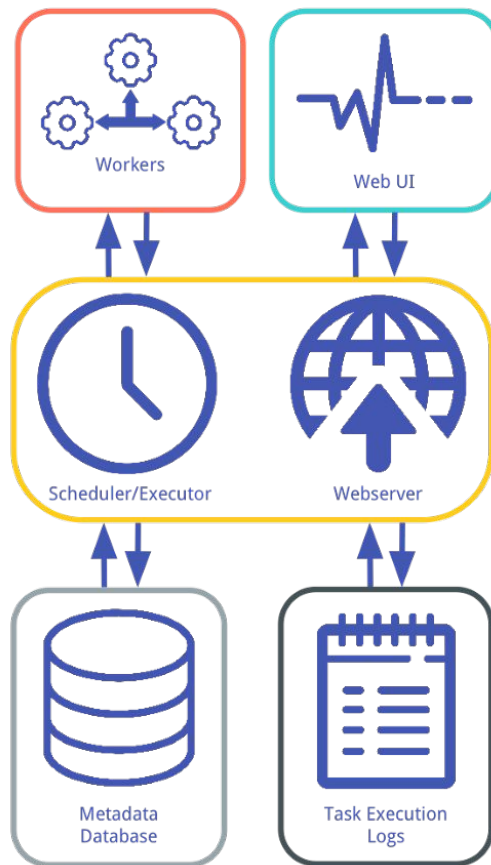 Workers
Web UI
Scheduler/Executor
Webserver
Metadata
Database
Task Execution
Logs